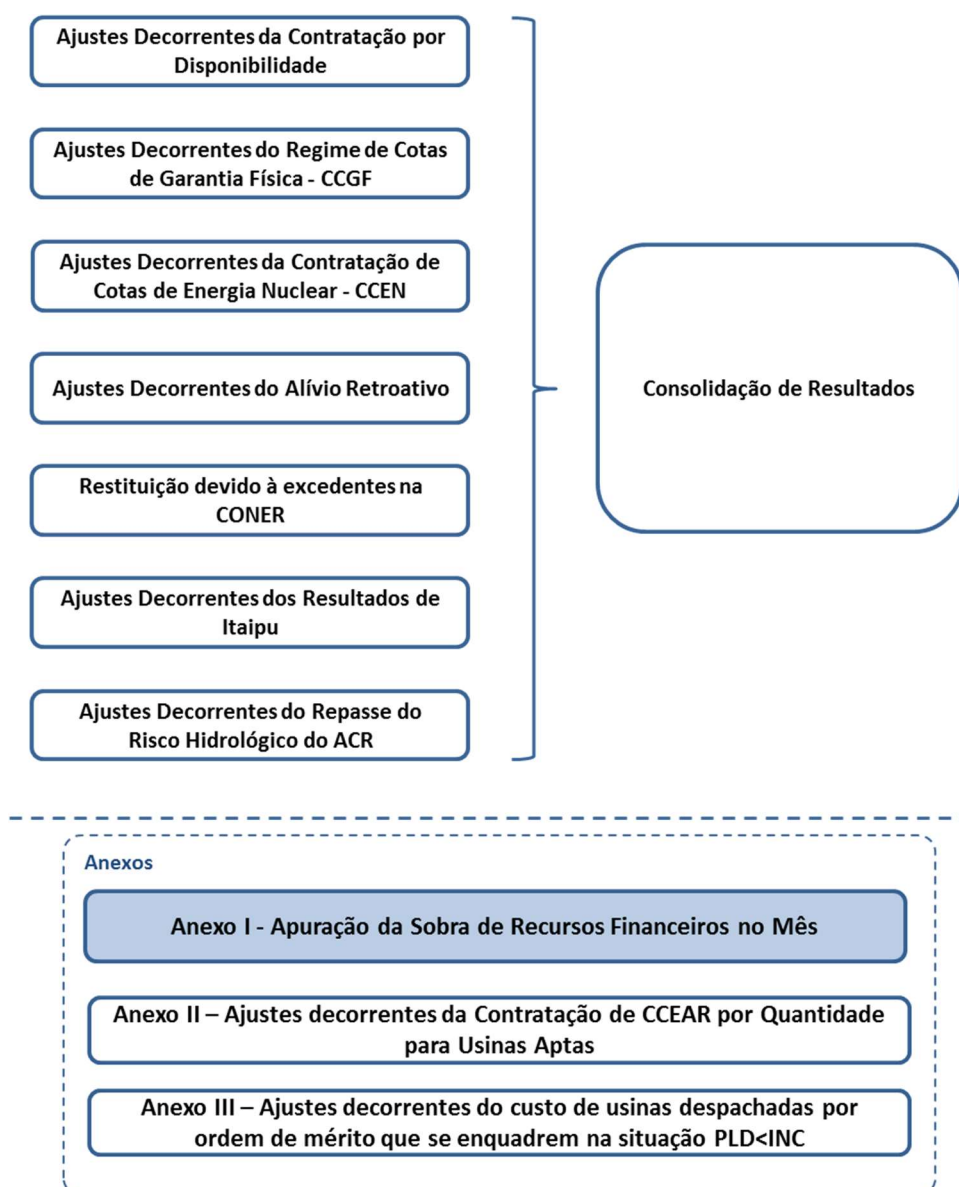 Ajustes Decorrentes da Contratação por
Disponibilidade
Ajustes Decorrentes do Regime de Cotas
de Garantia Física - CCGF
Ajustes Decorrentes da Contratação de
Cotas de Energia Nuclear - CCEN
Ajustes Decorrentes do Alívio Retroativo
Restituição devido à excedentes na
CONER
Ajustes Decorrentes dos Resultados de
Itaipu
Ajustes Decorrentes do Repasse do
Risco Hidrológico do ACR
Consolidação de Resultados
Anexos
Anexo I - Apuração da Sobra de Recursos Financeiros no Mês
Anexo II – Ajustes decorrentes da Contratação de CCEAR por Quantidade
para Usinas Aptas
Anexo III – Ajustes decorrentes do custo de usinas despachadas por
ordem de mérito que se enquadrem na situação PLD<INC